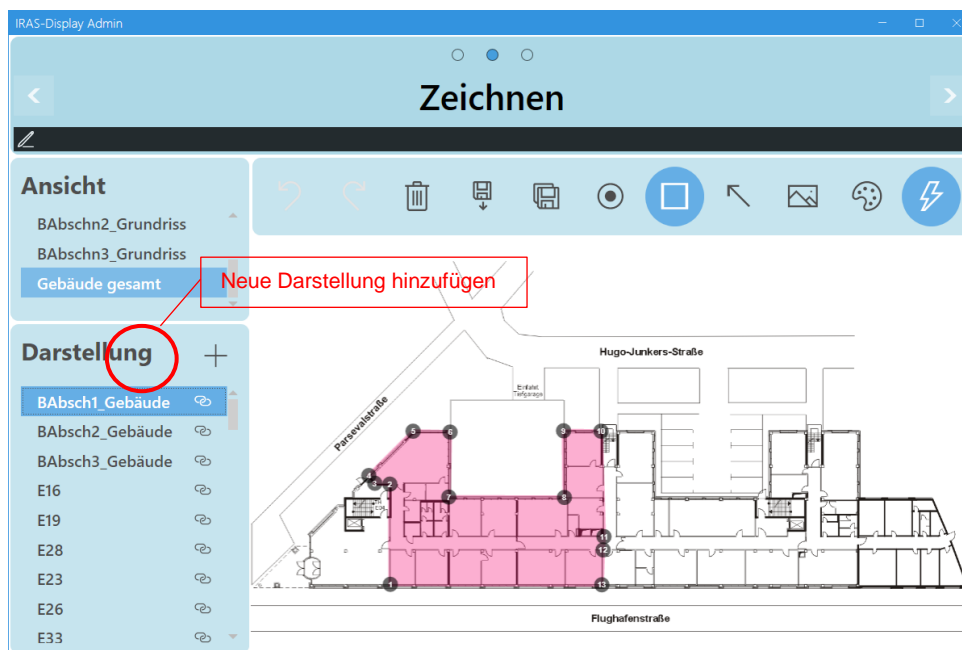 IRAS-Display Admin
Zeichnen
Ansicht
BAbschn2_Grundriss
BAbschn3_Grundriss
Gebäude gesamt
Neue Darstellung hinzufügen
Darstellung
BAbsch1_Gebäude
BAbsch2_Gebäude
BAbsch3_Gebäude
E16
E19
E28
E23
E26
E33
Hugo-Junkers-Straße
Einfahrt
Tiefgarage
Parsevalstraße
5
6
9
10
4
3
2
7
8
11
12
1
13
Flughafenstraße